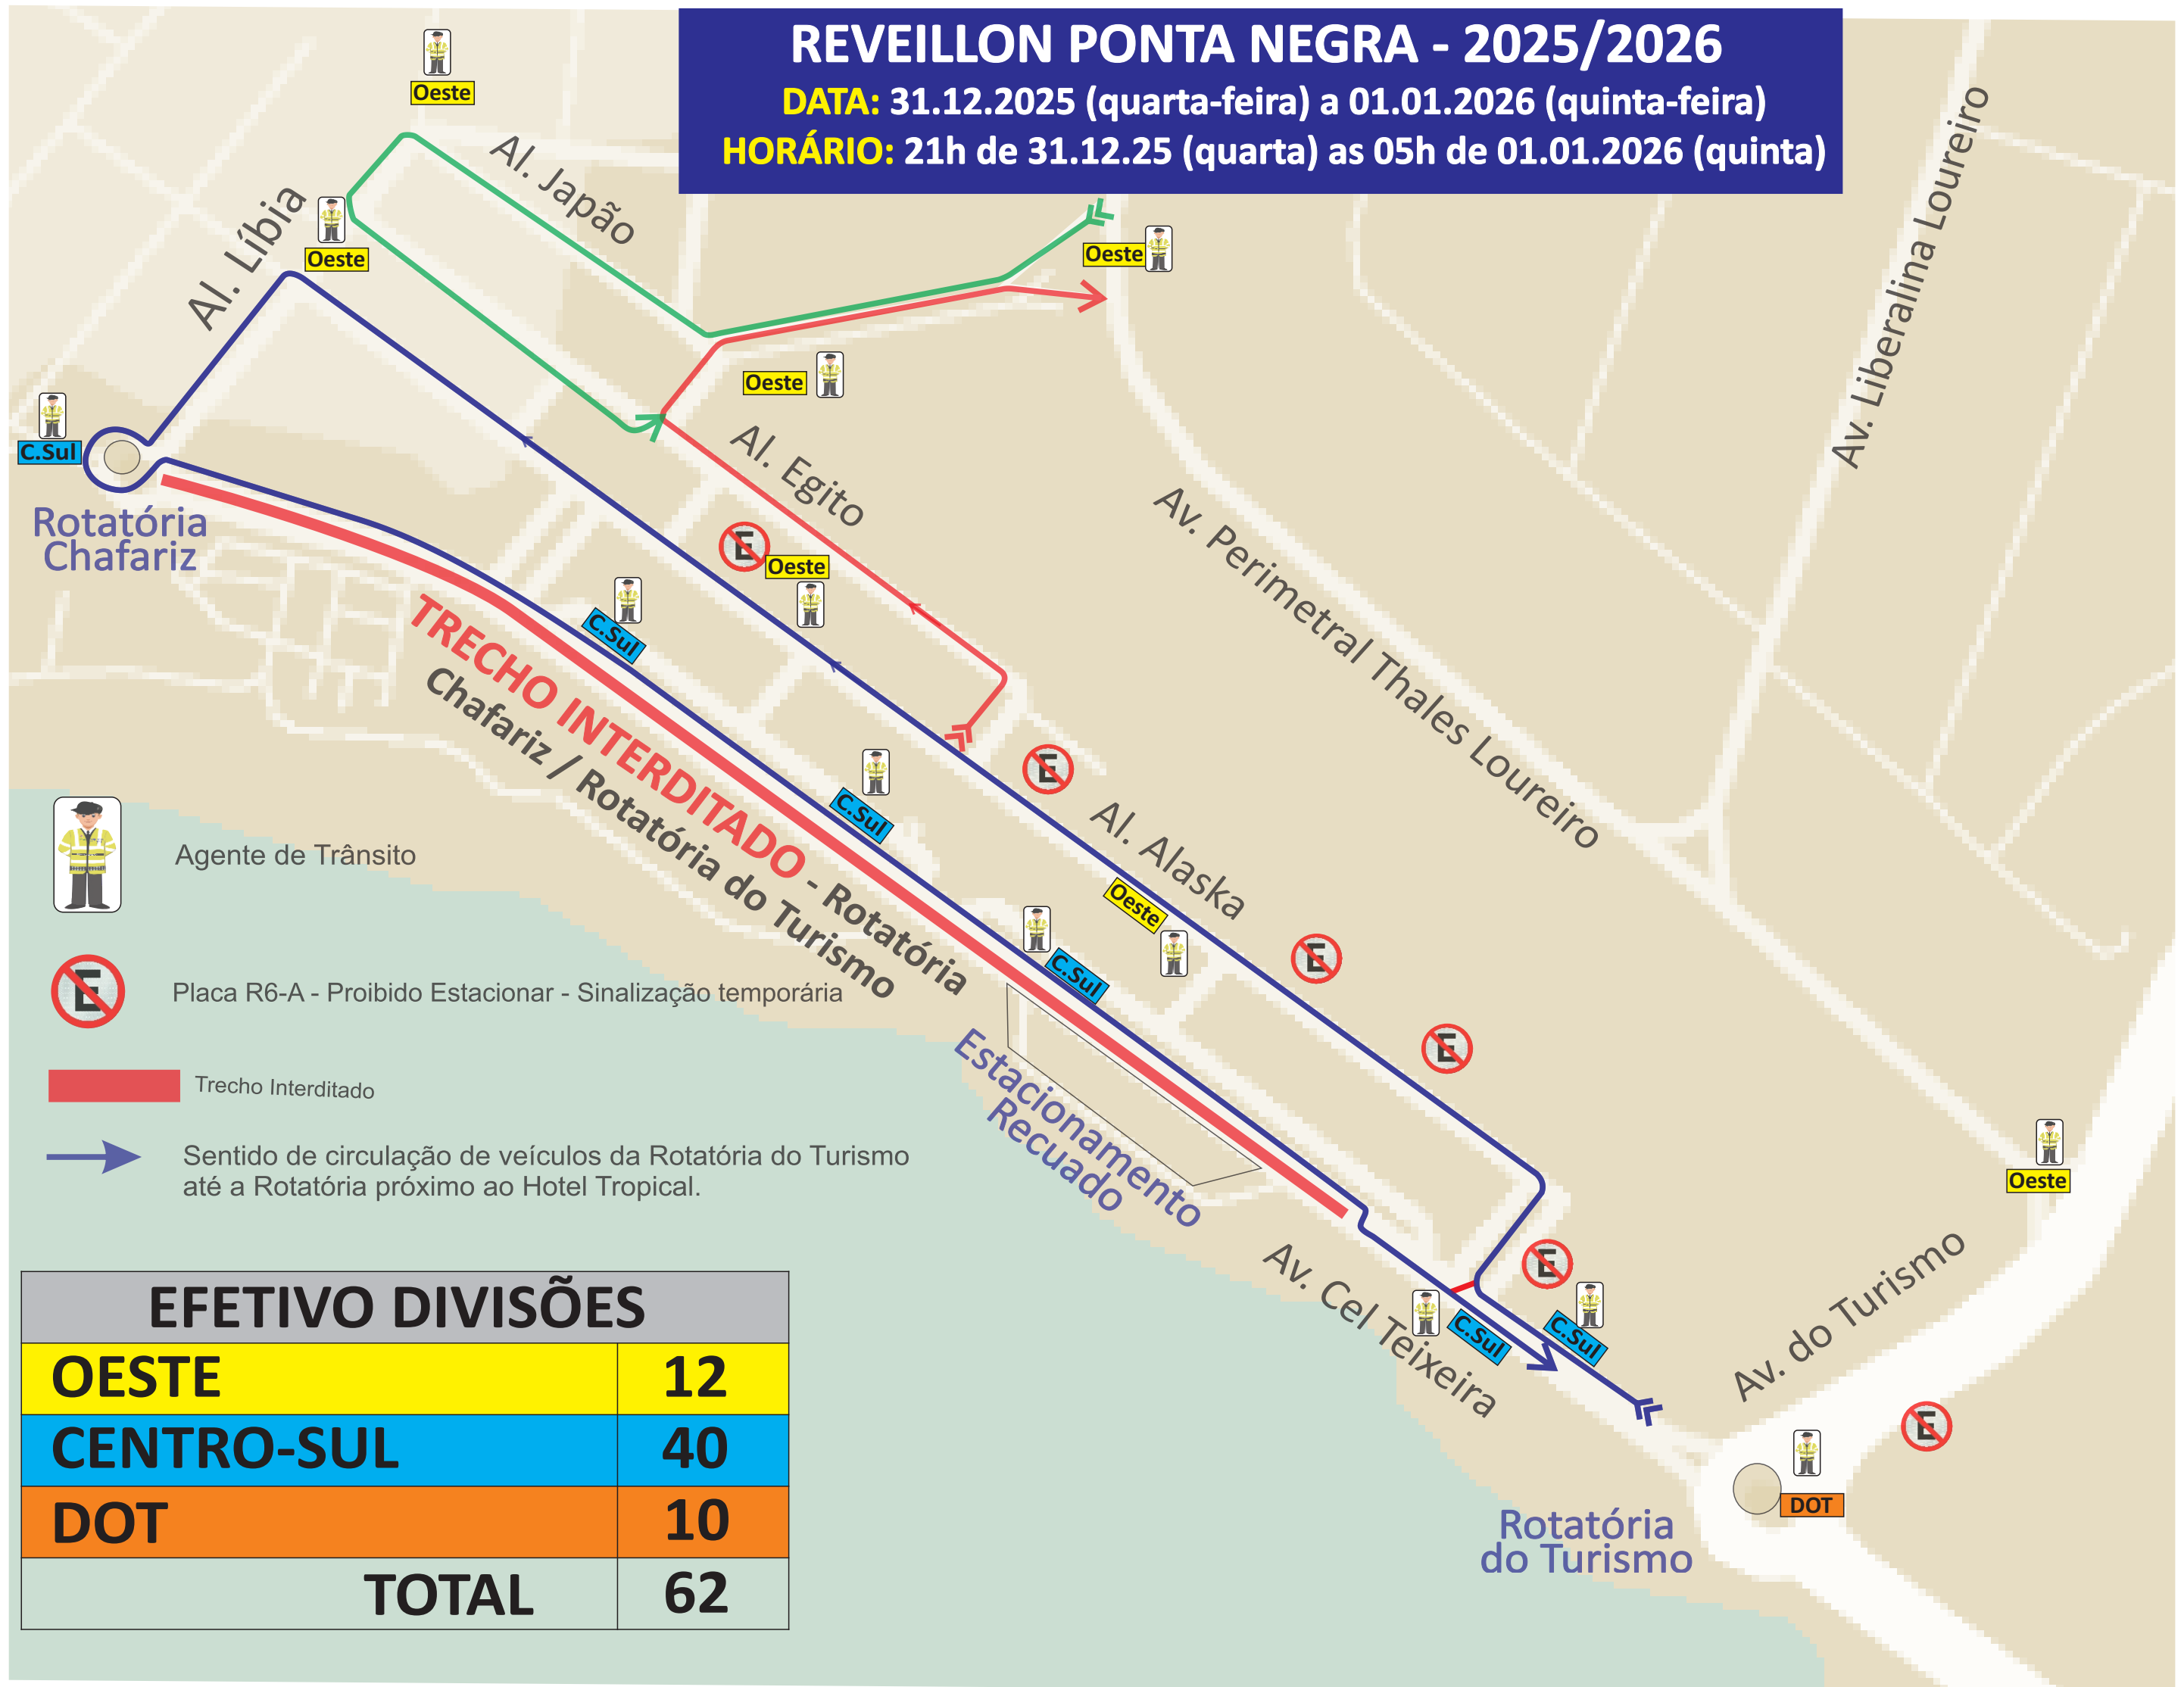 REVEILLON PONTA NEGRA - 2025/2026
DATA: 31.12.2025 (quarta-feira) a 01.01.2026 (quinta-feira)
HORÁRIO: 21h de 31.12.25 (quarta) as 05h de 01.01.2026 (quinta)
Oeste
Al. Japão
Al. Líbia
Oeste
Oeste
Av. Liberalina Loureiro
Oeste
C.Sul
Al. Egito
Rotatória
Chafariz
E
Oeste
Av. Perimetral Thales Loureiro
C.Sul
TRECHO INTERDITADO - Rotatória
Chafariz / Rotatória do Turismo
E
C.Sul
Al. Alaska
Oeste
E
C.Sul
E
Estacionamento
Recuado
Agente de Trânsito
E
Placa R6-A - Proibido Estacionar - Sinalização temporária
Trecho Interditado
Sentido de circulação de veículos da Rotatória do Turismo
até a Rotatória próximo ao Hotel Tropical.
Oeste
E
Av. Cel Teixeira
C.Sul
C.Sul
Av. do Turismo
E
DOT
Rotatória
do Turismo
EFETIVO DIVISÕES
OESTE 12
CENTRO-SUL 40
DOT 10
TOTAL 62